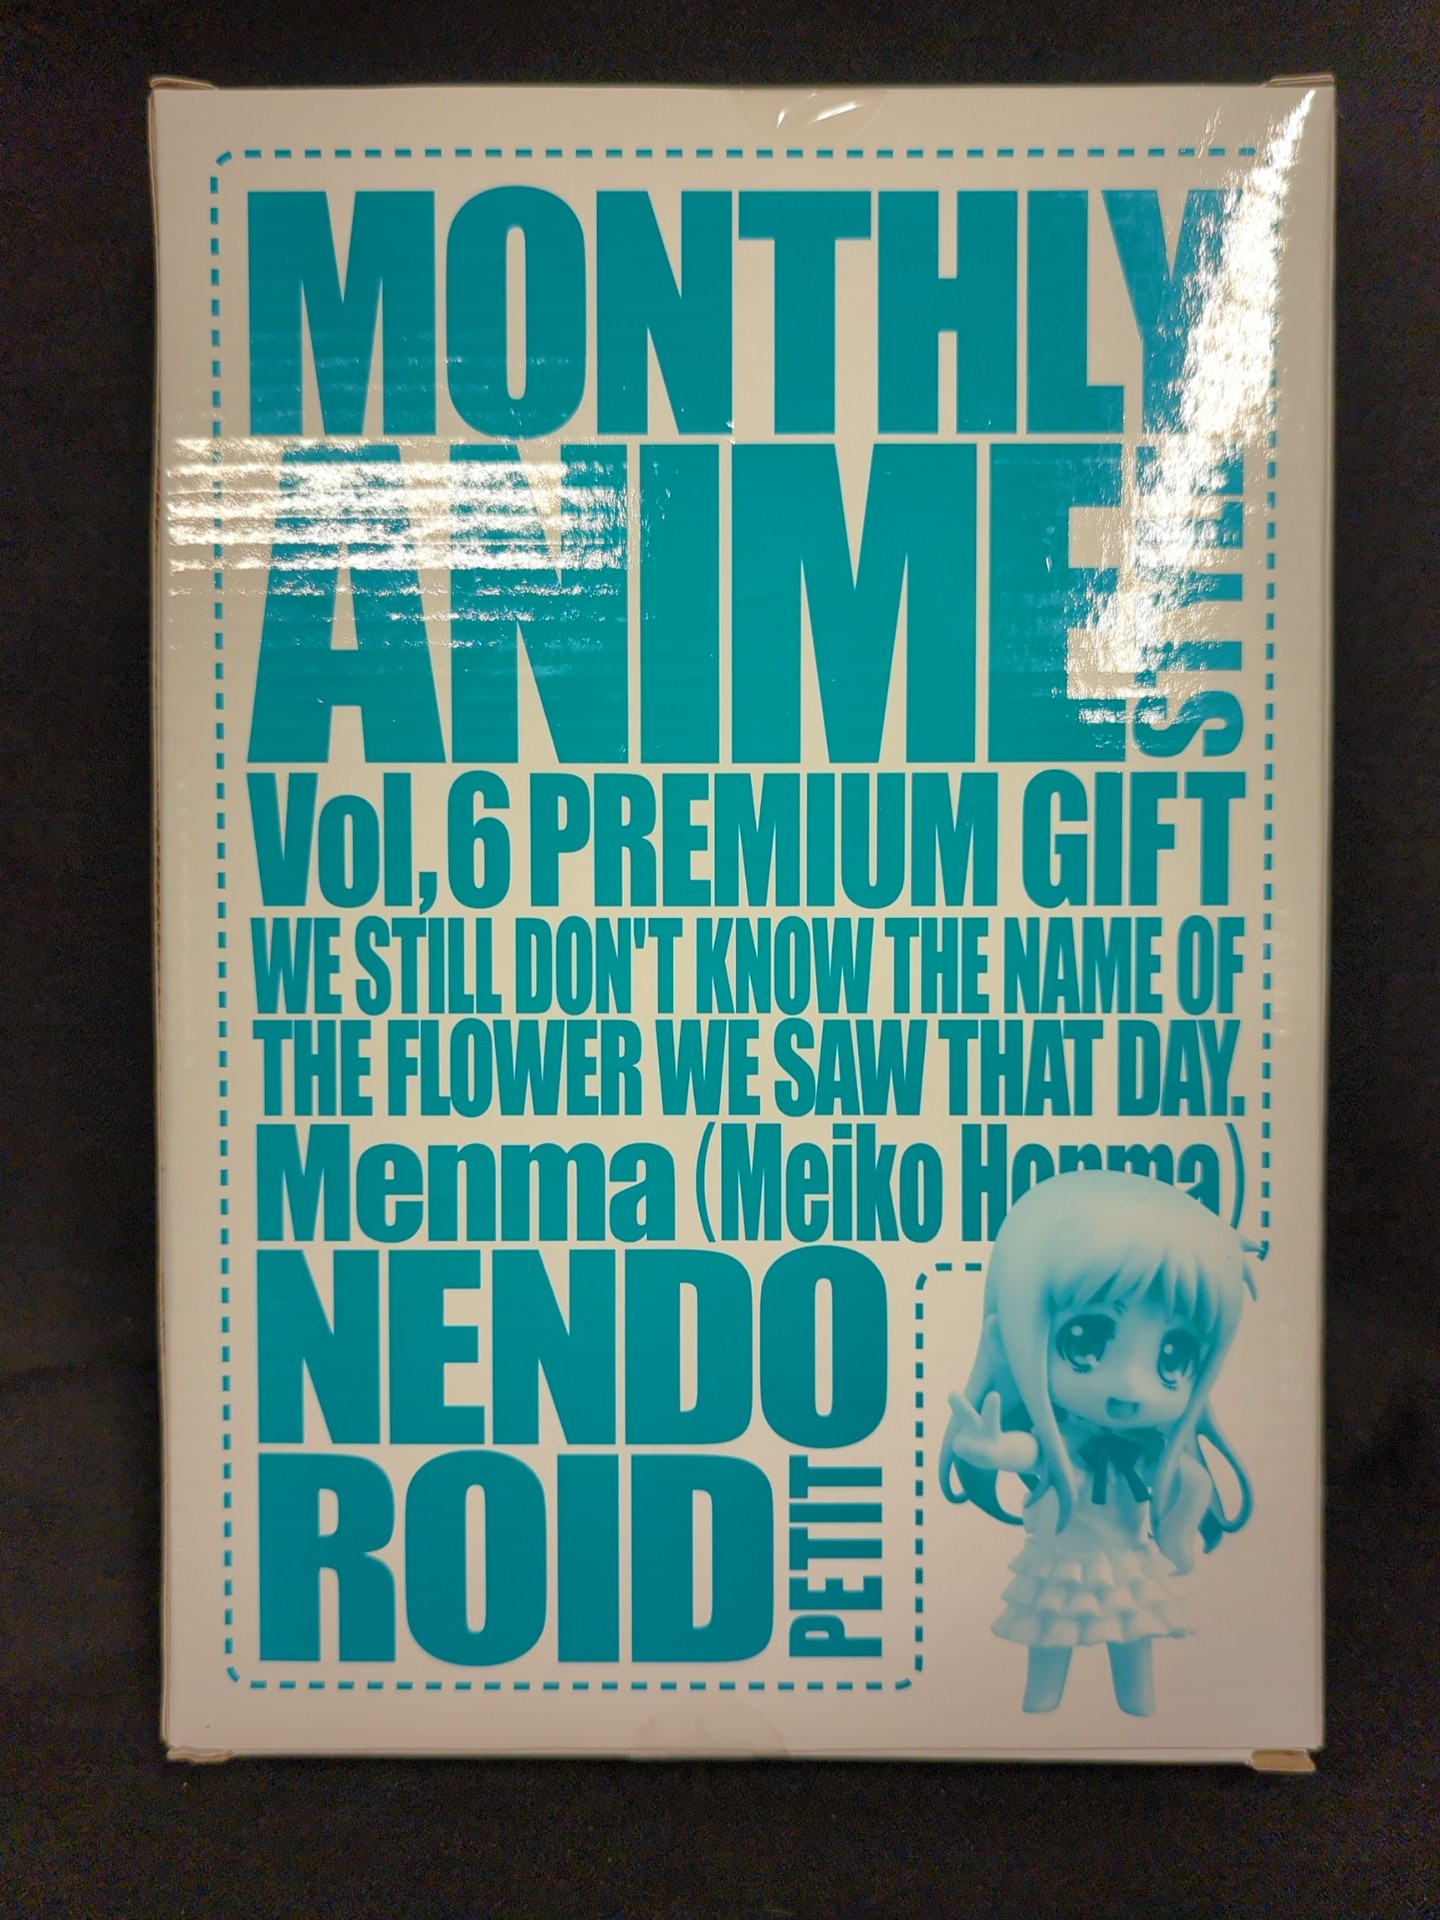 MONTHLY
ANIME STYLE
Vol,6 PREMIUM GIFT
WE STILL DON'T KNOW THE NAME OF
THE FLOWER WE SAW THAT DAY.
Menma (Meiko Honma)
NENDO
ROID PETIT